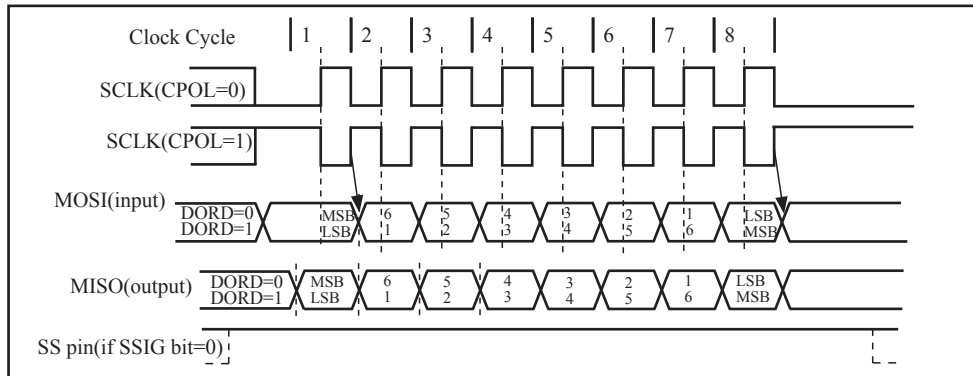 Clock Cycle 1 2 3 4 5 6 7 8
SCLK(CPOL=0)
SCLK(CPOL=1)
MOSI(input)
DORD=0 MSB 6 5 4 3 2 1 LSB
DORD=1 LSB 1 2 3 4 5 6 MSB
MISO(output)
DORD=0 MSB 6 5 4 3 2 1 LSB
DORD=1 LSB 1 2 3 4 5 6 MSB
SS pin(if SSIG bit=0)